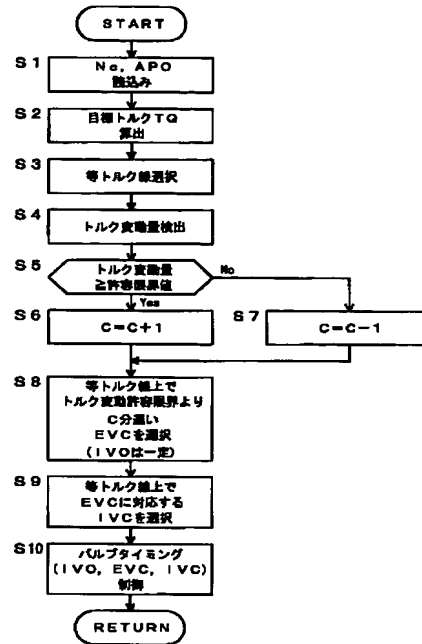 START
S1
Ne, APO
読込み
S2
目標トルクTQ
算出
S3
等トルク線選択
S4
トルク変動量検出
S5
トルク変動量
≧許容限界値
No
Yes
S6
C=C+1
S7
C=C-1
S8
等トルク線上で
トルク変動許容限界より
C分遅い
EVCを選択
(IVOは一定)
S9
等トルク線上で
EVCに対応する
IVCを選択
S10
バルブタイミング
(IVO, EVC, IVC)
制御
RETURN